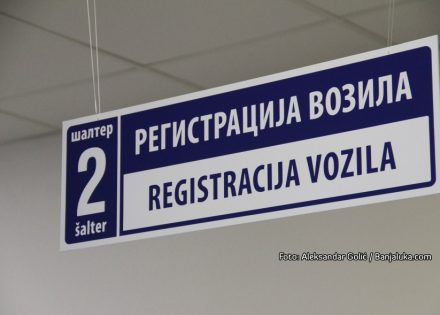 шалтер
2
šalter
РЕГИСТРАЦИЈА ВОЗИЛА
REGISTRACIJA VOZILA
Foto: Aleksandar Golić / Banjaluka.com